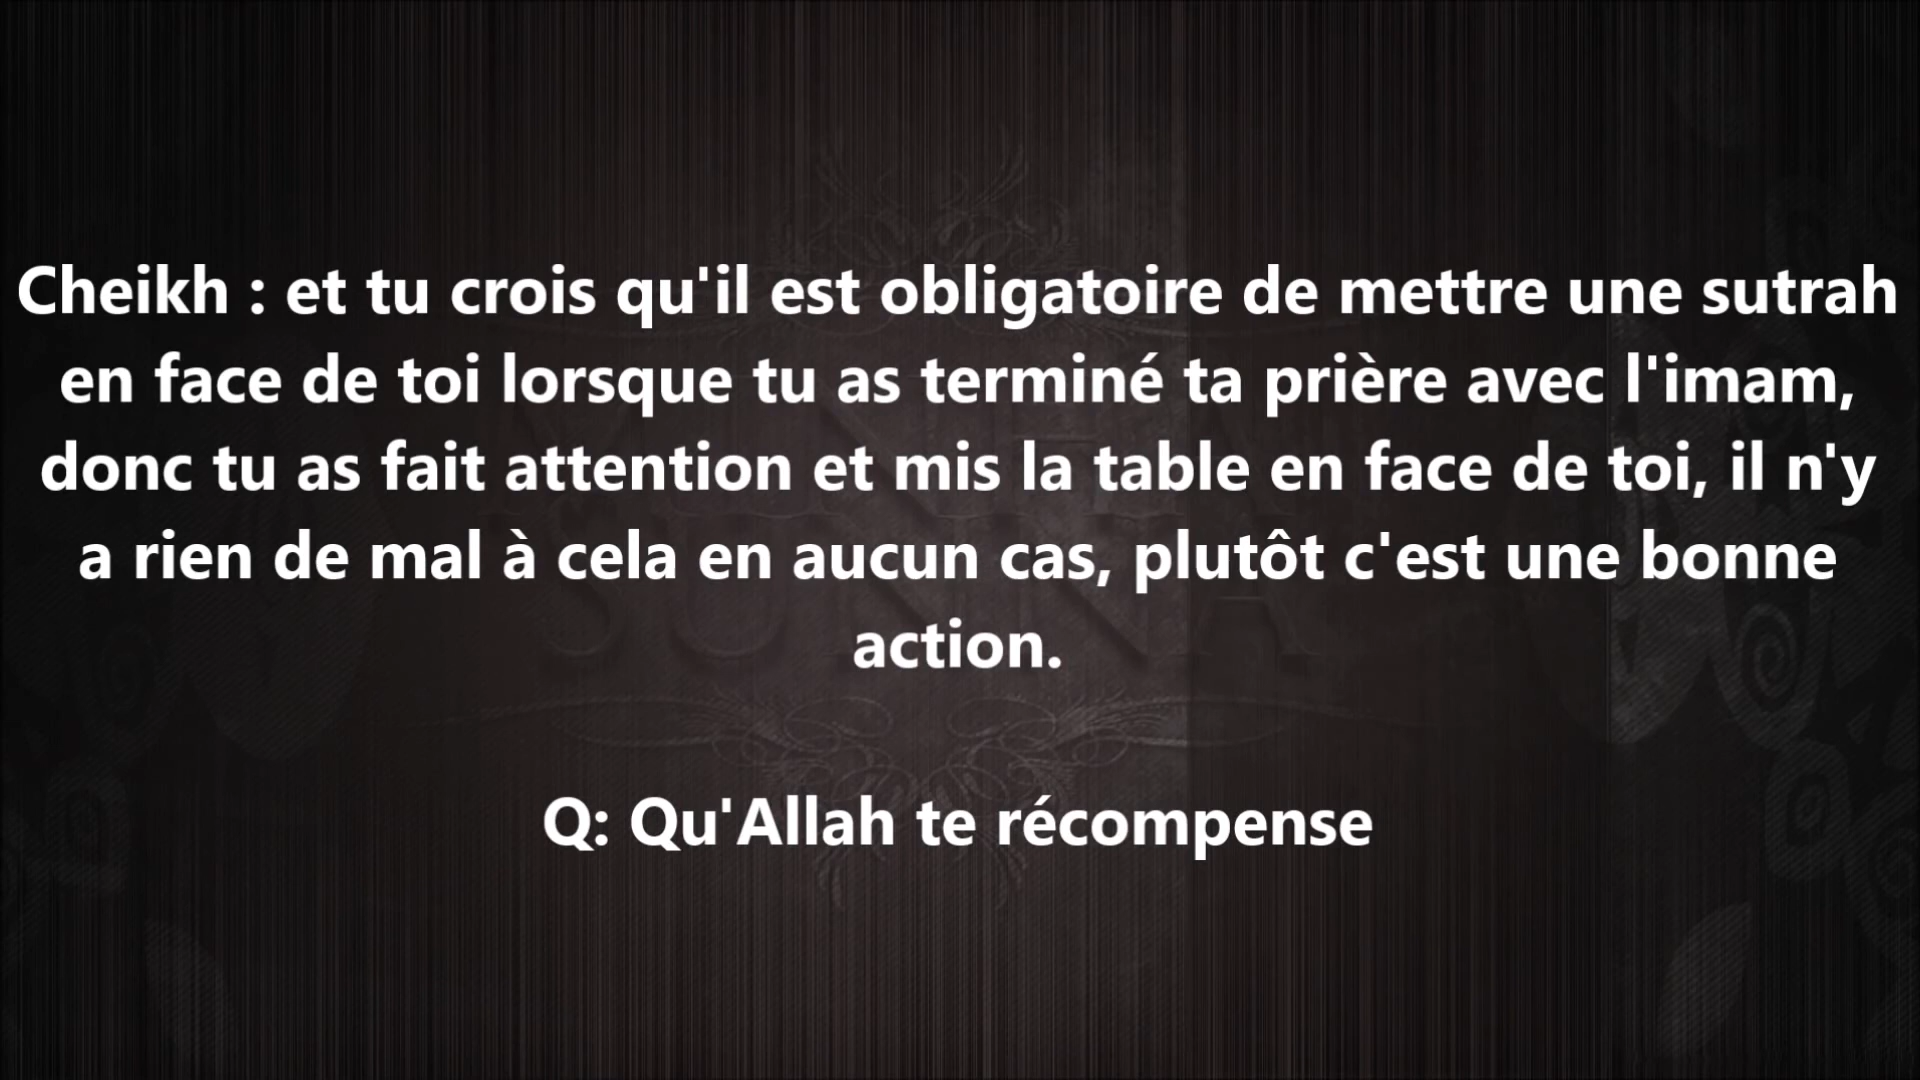 Cheikh : et tu crois qu'il est obligatoire de mettre une sutrah
en face de toi lorsque tu as terminé ta prière avec l'imam,
donc tu as fait attention et mis la table en face de toi, il n'y
a rien de mal à cela en aucun cas, plutôt c'est une bonne
action.
Q: Qu'Allah te récompense